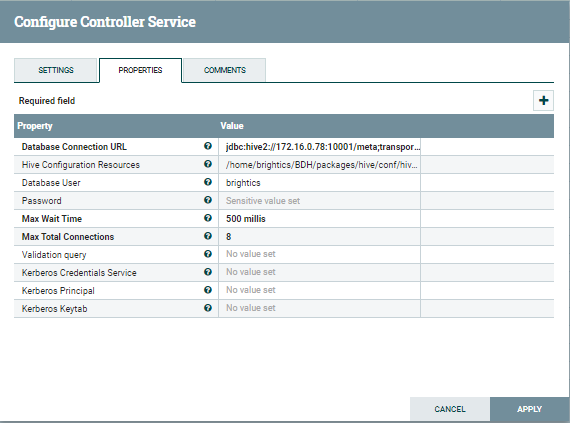 Configure Controller Service
SETTINGS PROPERTIES COMMENTS
Required field
Property Value
Database Connection URL jdbc:hive2://172.16.0.78:10001/meta;transpor...
Hive Configuration Resources /home/brightics/BDH/packages/hive/conf/hiv...
Database User brightics
Password Sensitive value set
Max Wait Time 500 millis
Max Total Connections 8
Validation query No value set
Kerberos Credentials Service No value set
Kerberos Principal No value set
Kerberos Keytab No value set
CANCEL APPLY